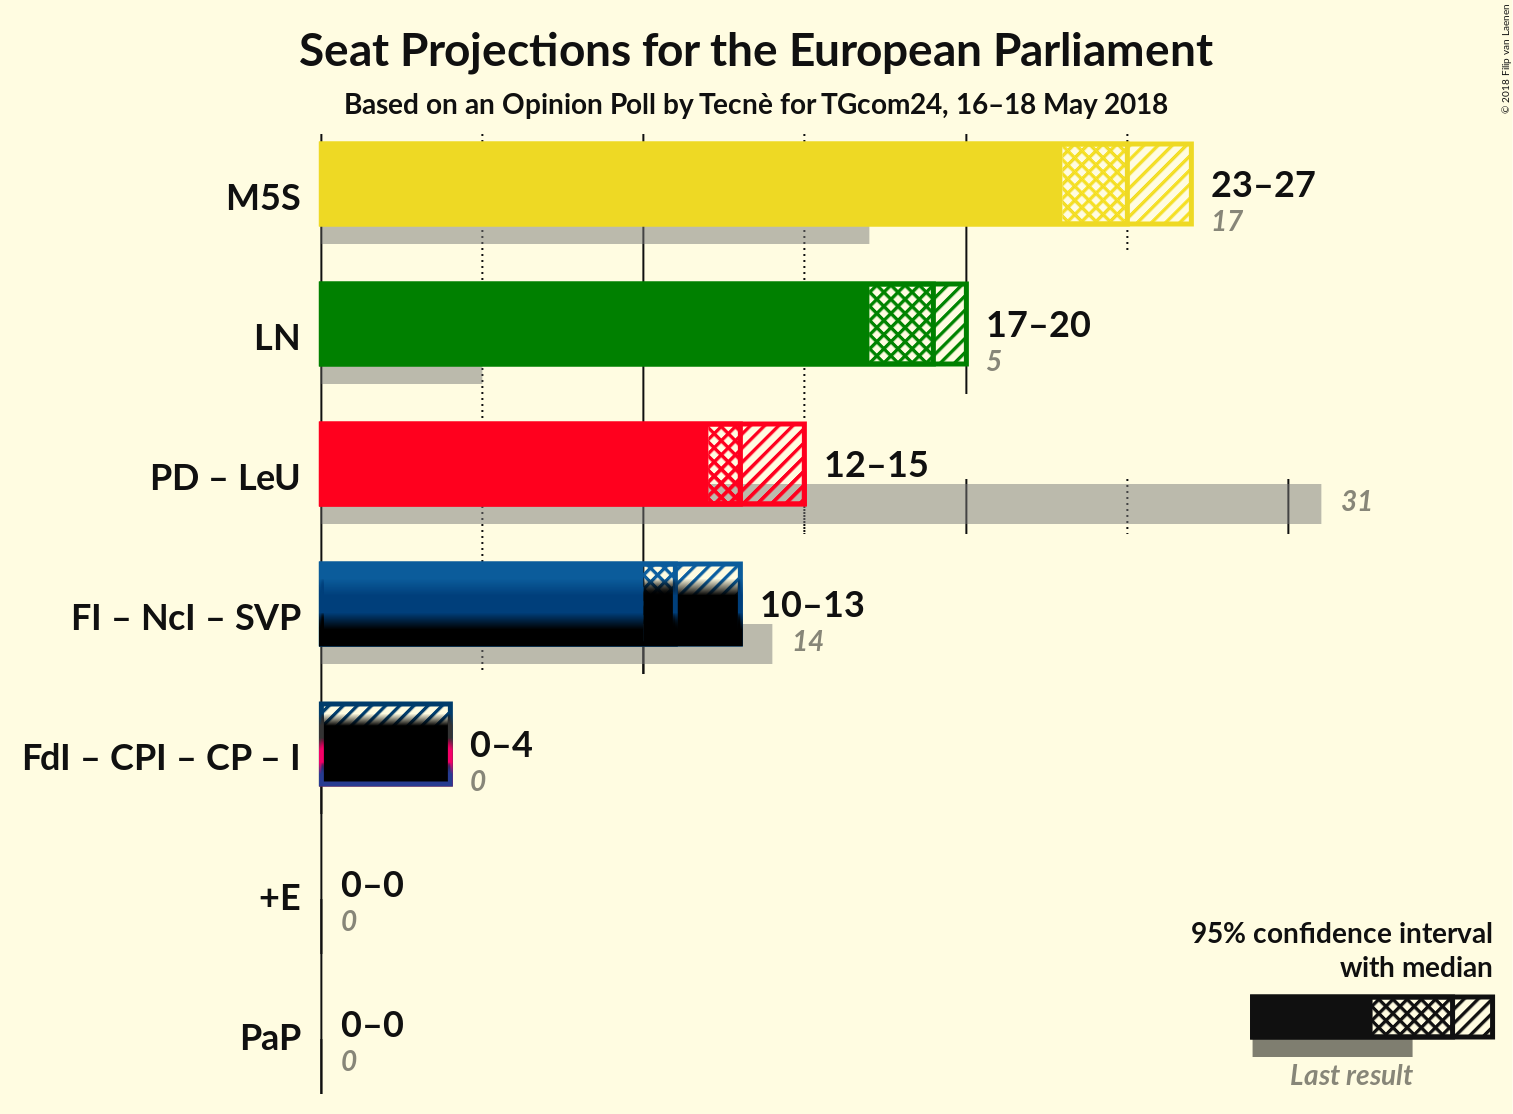 Seat Projections for the European Parliament
Based on an Opinion Poll by Tecnè for TGcom24, 16–18 May 2018
© 2018 Filip van Laenen
M5S
23–27
17
LN
17–20
5
PD – LeU
12–15
31
FI – NcI – SVP
10–13
14
FdI – CPI – CP – I
0–4
0
+E
0–0
0
PaP
0–0
0
95% confidence interval
with median
Last result